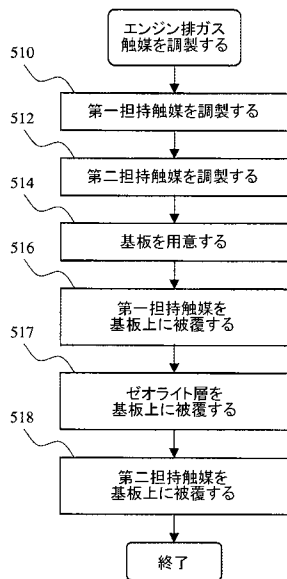 エンジン排ガス
触媒を調製する
510
第一担持触媒を調製する
512
第二担持触媒を調製する
514
基板を用意する
516
第一担持触媒を
基板上に被覆する
517
ゼオライト層を
基板上に被覆する
518
第二担持触媒を
基板上に被覆する
終了